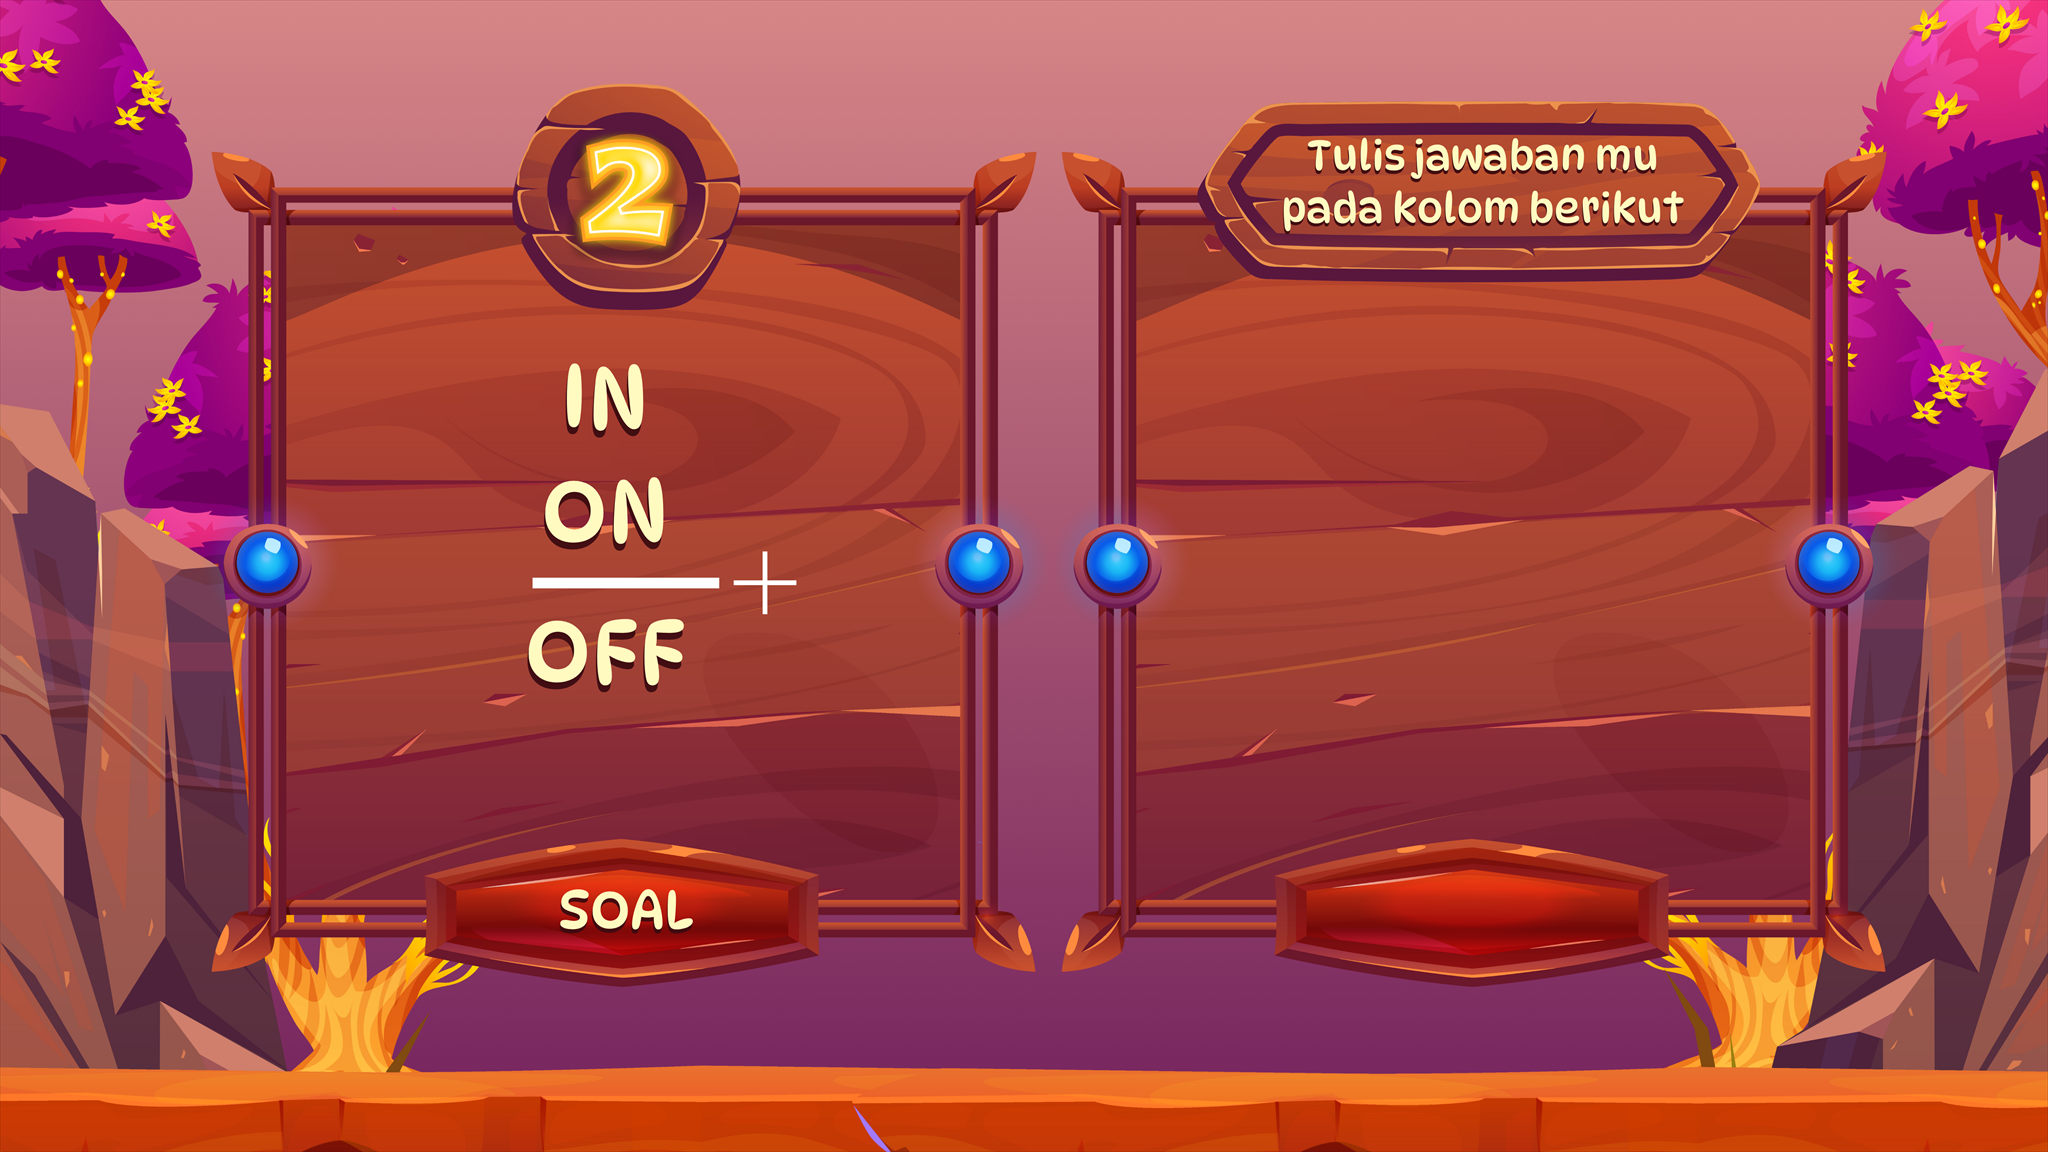 2
IN
ON
+
OFF
SOAL
Tulis jawaban mu
pada kolom berikut